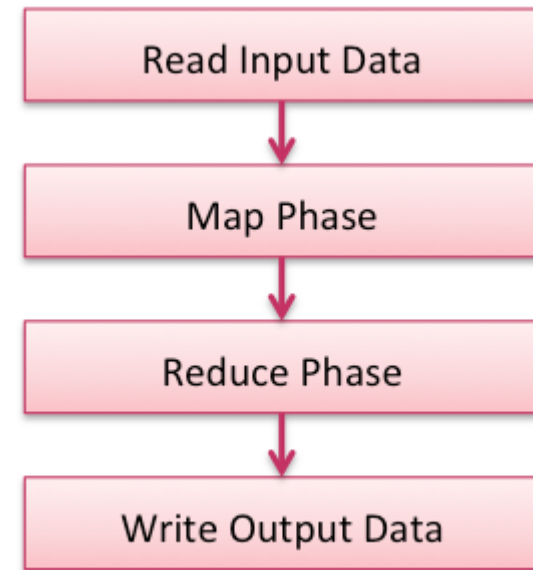 Read Input Data
Map Phase
Reduce Phase
Write Output Data